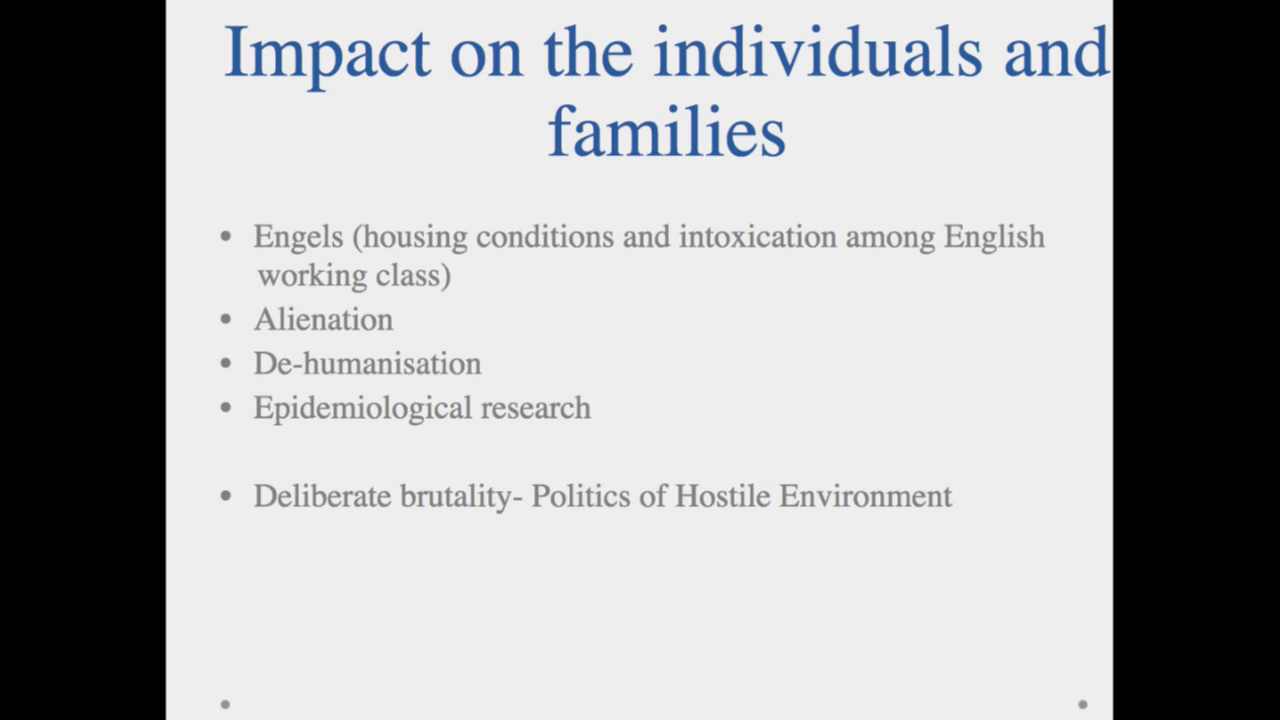 Impact on the individuals and
families
• Engels (housing conditions and intoxication among English
working class)
• Alienation
• De-humanisation
• Epidemiological research
• Deliberate brutality- Politics of Hostile Environment